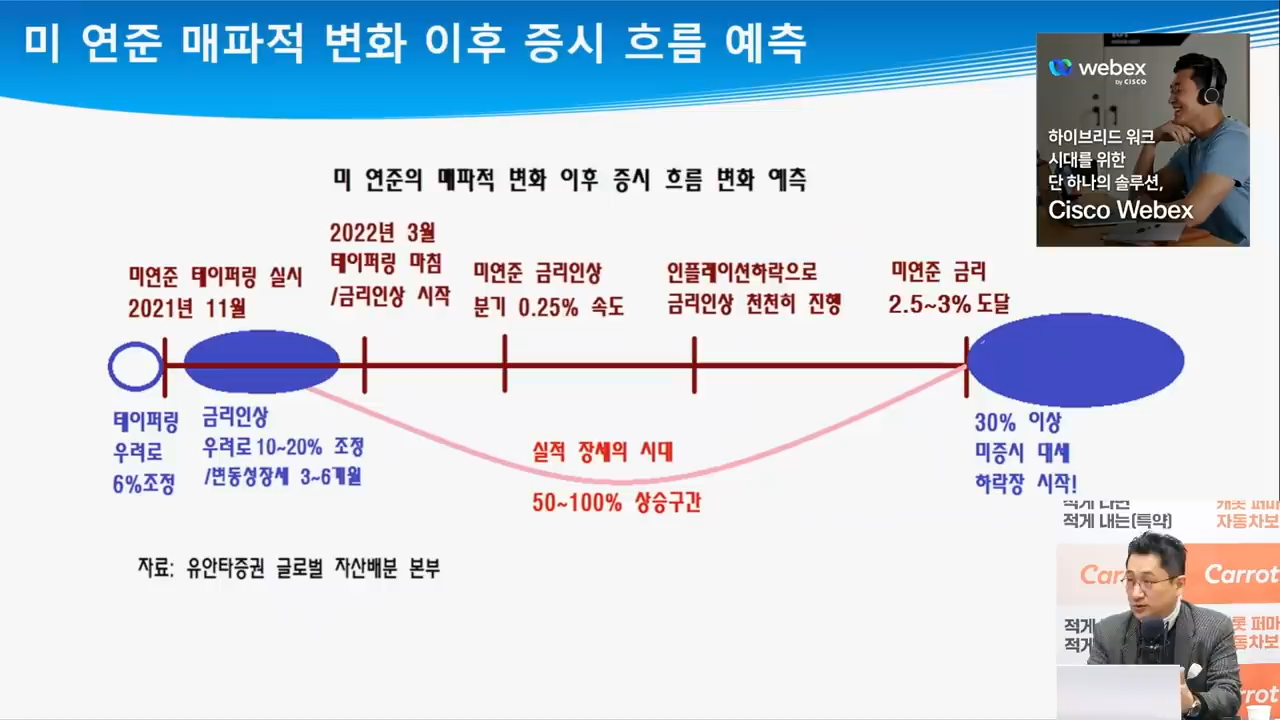 미 연준 매파적 변화 이후 증시 흐름 예측
webex
by CISCO
하이브리드 워크
시대를 위한
단 하나의 솔루션,
Cisco Webex
미 연준의 매파적 변화 이후 증시 흐름 변화 예측
미연준 테이퍼링 실시
2021년 11월
2022년 3월
테이퍼링 마침
/금리인상 시작
미연준 금리인상
분기 0.25% 속도
인플레이션하락으로
금리인상 천천히 진행
미연준 금리
2.5~3% 도달
테이퍼링
우려로
6%조정
금리인상
우려로 10~20% 조정
/변동성장세 3~6개월
실적 장세의 시대
50~100% 상승구간
30% 이상
미증시 대세
하락장 시작!
자료: 유안타증권 글로벌 자산배분 본부
적게 내는(특약)
자동차보
Car
Carrot
적게
롯 퍼마
적게
동차보
rrot